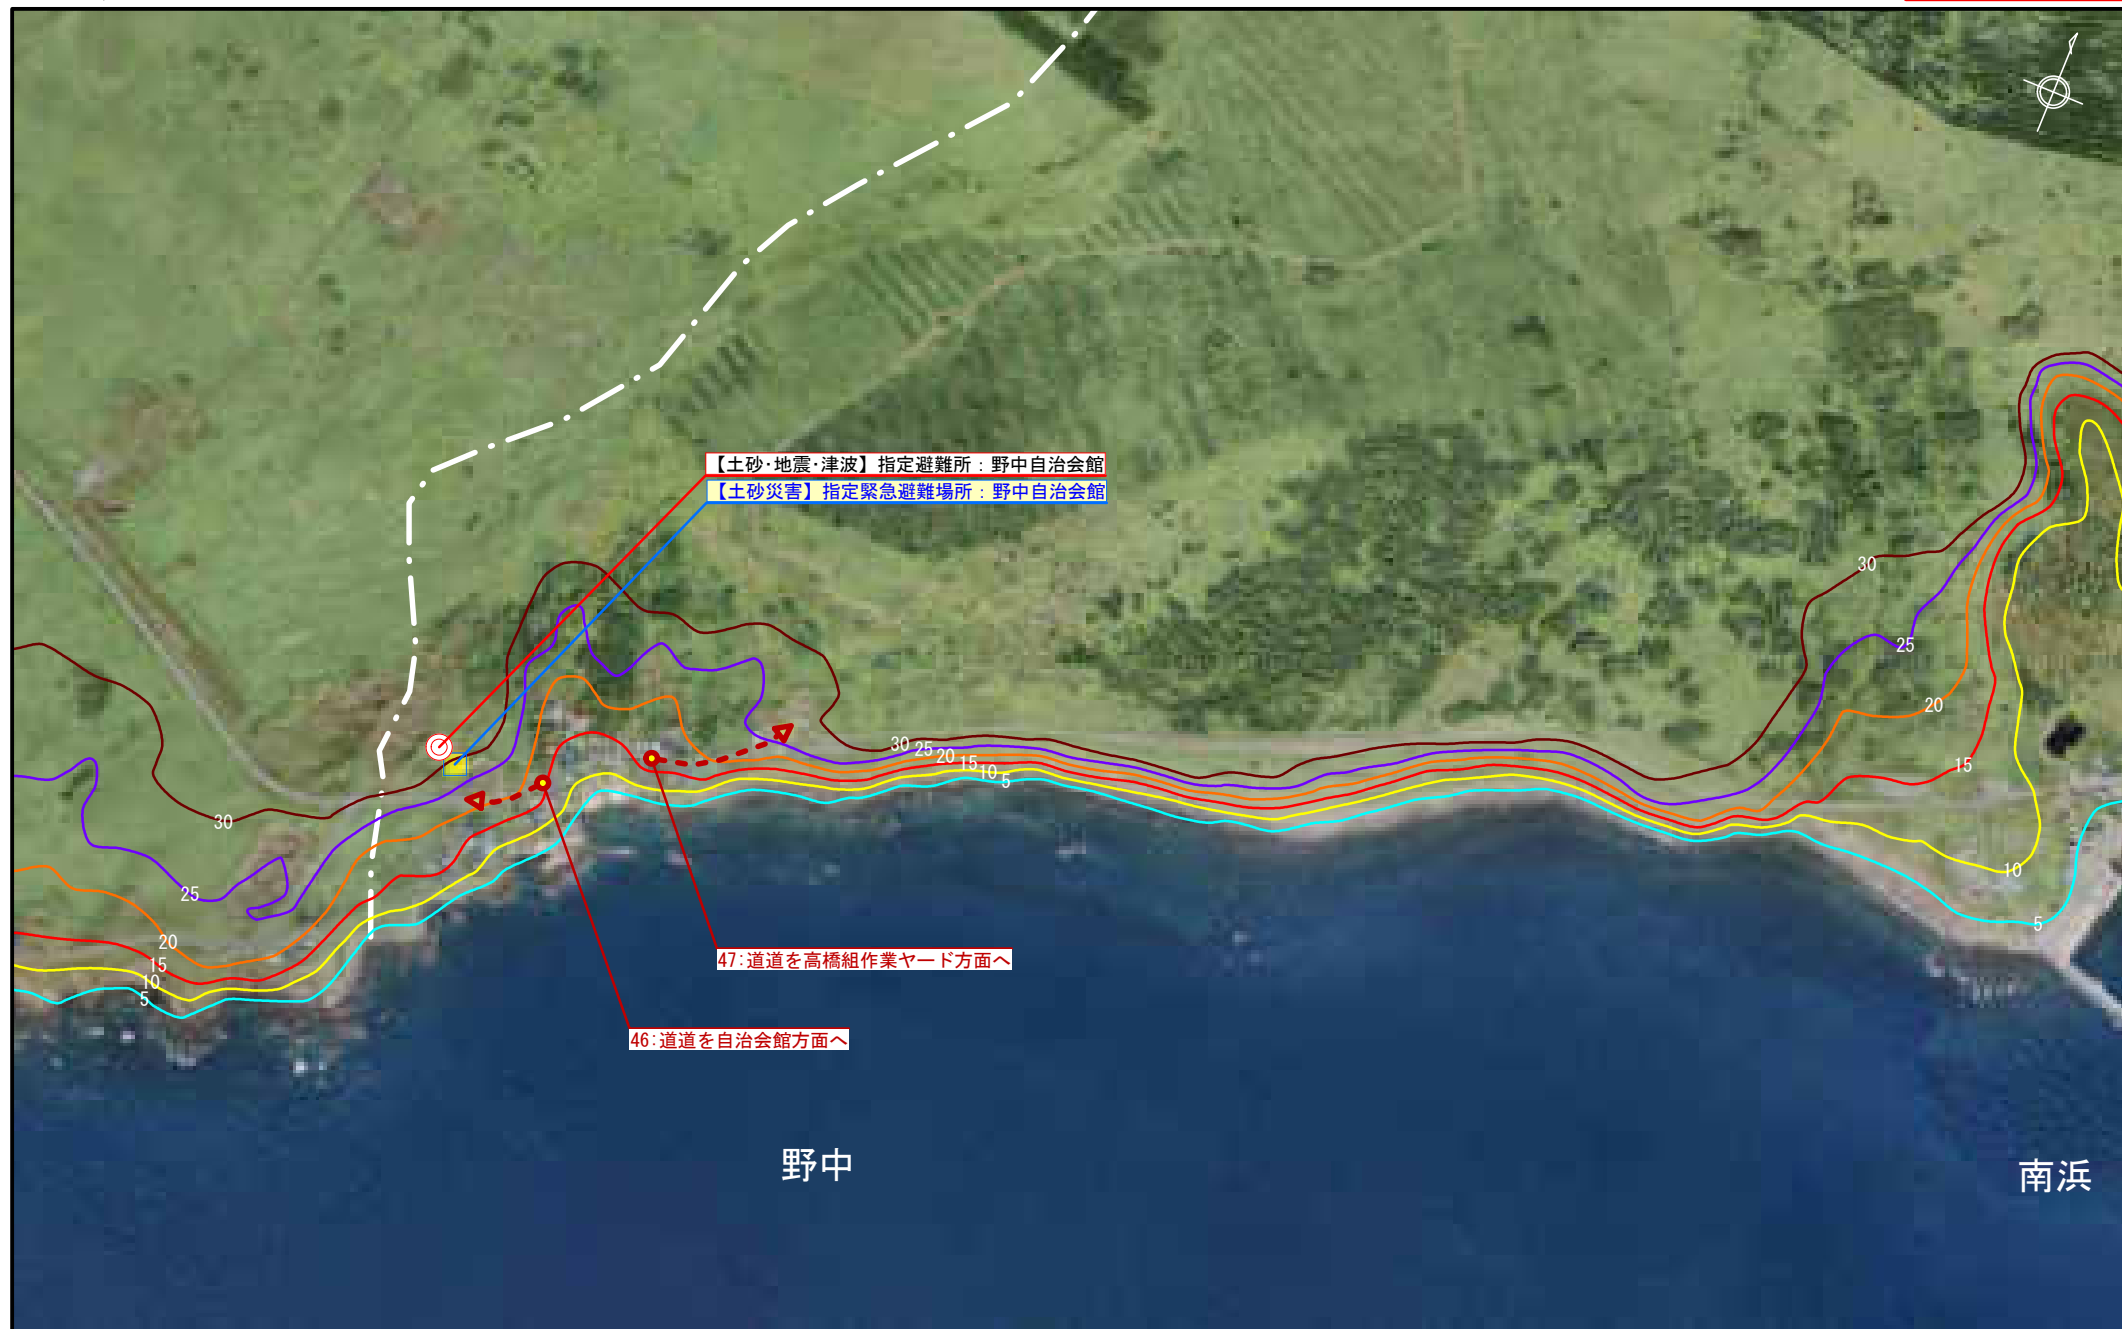 【土砂・地震・津波】指定避難所：野中自治会館
【土砂災害】指定緊急避難場所：野中自治会館
30
25
20
15
30
30 25 20 15 10 5
25
20
15
10
5
10
5
47：道道を高橋組作業ヤード方面へ
46：道道を自治会館方面へ
野中
南浜